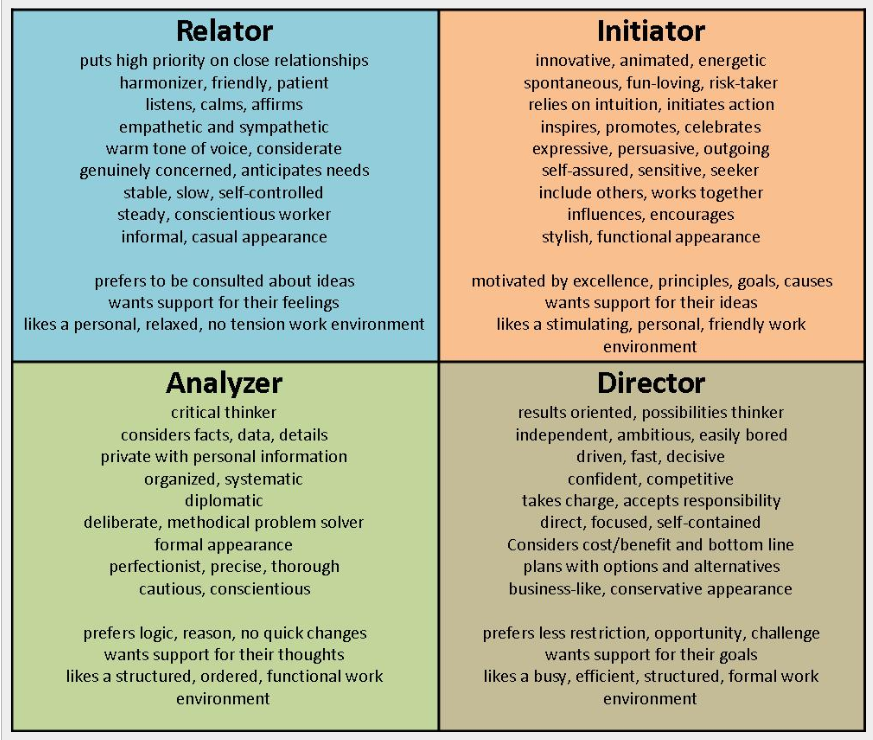 Relator
puts high priority on close relationships
harmonizer, friendly, patient
listens, calms, affirms
empathetic and sympathetic
warm tone of voice, considerate
genuinely concerned, anticipates needs
stable, slow, self-controlled
steady, conscientious worker
informal, casual appearance
prefers to be consulted about ideas
wants support for their feelings
likes a personal, relaxed, no tension work environment
Initiator
innovative, animated, energetic
spontaneous, fun-loving, risk-taker
relies on intuition, initiates action
inspires, promotes, celebrates
expressive, persuasive, outgoing
self-assured, sensitive, seeker
include others, works together
influences, encourages
stylish, functional appearance
motivated by excellence, principles, goals, causes
wants support for their ideas
likes a stimulating, personal, friendly work
environment
Analyzer
critical thinker
considers facts, data, details
private with personal information
organized, systematic
diplomatic
deliberate, methodical problem solver
formal appearance
perfectionist, precise, thorough
cautious, conscientious
prefers logic, reason, no quick changes
wants support for their thoughts
likes a structured, ordered, functional work
environment
Director
results oriented, possibilities thinker
independent, ambitious, easily bored
driven, fast, decisive
confident, competitive
takes charge, accepts responsibility
direct, focused, self-contained
Considers cost/benefit and bottom line
plans with options and alternatives
business-like, conservative appearance
prefers less restriction, opportunity, challenge
wants support for their goals
likes a busy, efficient, structured, formal work
environment